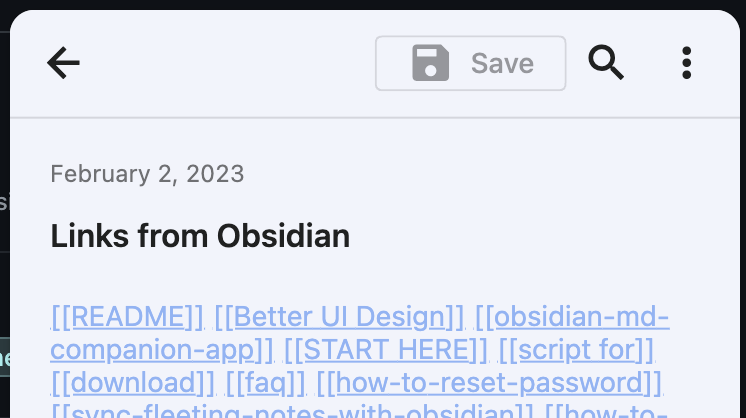 Save
February 2, 2023
Links from Obsidian
[[README]] [[Better UI Design]] [[obsidian-md-
companion-app]] [[START HERE]] [[script for]]
[[download]] [[faq]] [[how-to-reset-password]]
[[sync-fleeting-notes-with-obsidian]] [[how-to-